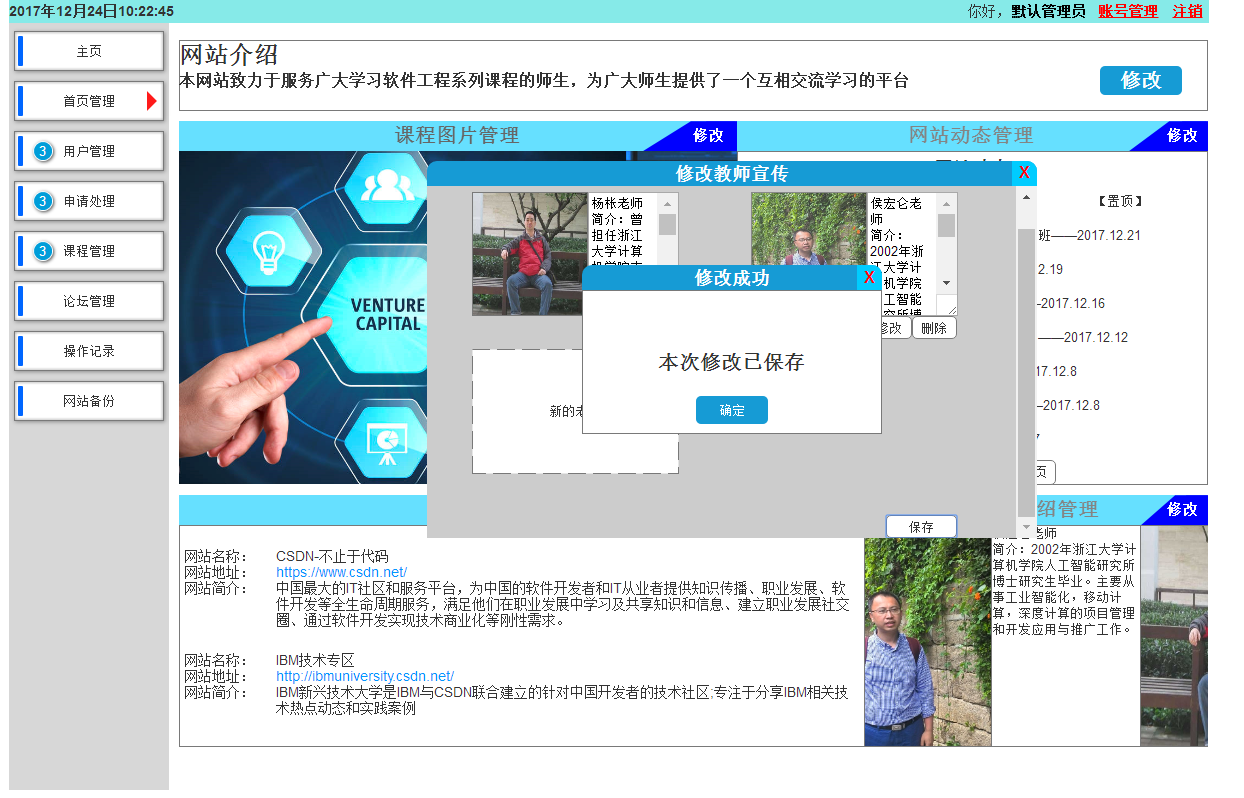 2017年12月24日10:22:45
你好，默认管理员 账号管理 注销
主页
首页管理
3 用户管理
3 申请处理
3 课程管理
论坛管理
操作记录
网站备份
网站介绍
本网站致力于服务广大学习软件工程系列课程的师生，为广大师生提供了一个互相交流学习的平台
修改
课程图片管理
修改
网站动态管理
修改
VENTURE
CAPITAL
【置顶】
班——2017.12.21
2.19
-2017.12.16
——2017.12.12
17.12.8
–2017.12.8
页
修改教师宣传
X
杨枨老师
简介：曾
担任浙江
大学计算
侯宏仑老
师
简介：
2002年浙
江大学计
机学院
工智能
修改
删除
新的老
保存
修改成功
X
本次修改已保存
确定
绍管理
修改
网站名称： CSDN-不止于代码
网站地址： https://www.csdn.net/
网站简介： 中国最大的IT社区和服务平台，为中国的软件开发者和IT从业者提供知识传播、职业发展、软
件开发等全生命周期服务，满足他们在职业发展中学习及共享知识和信息、建立职业发展社交
圈、通过软件开发实现技术商业化等刚性需求。
网站名称： IBM技术专区
网站地址： http://ibmuniversity.csdn.net/
网站简介： IBM新兴技术大学是IBM与CSDN联合建立的针对中国开发者的技术社区;专注于分享IBM相关技
术热点动态和实践案例
老师
简介：2002年浙江大学计
算机学院人工智能研究所
博士研究生毕业。主要从
事工业智能化，移动计
算，深度计算的项目管理
和开发应用与推广工作。